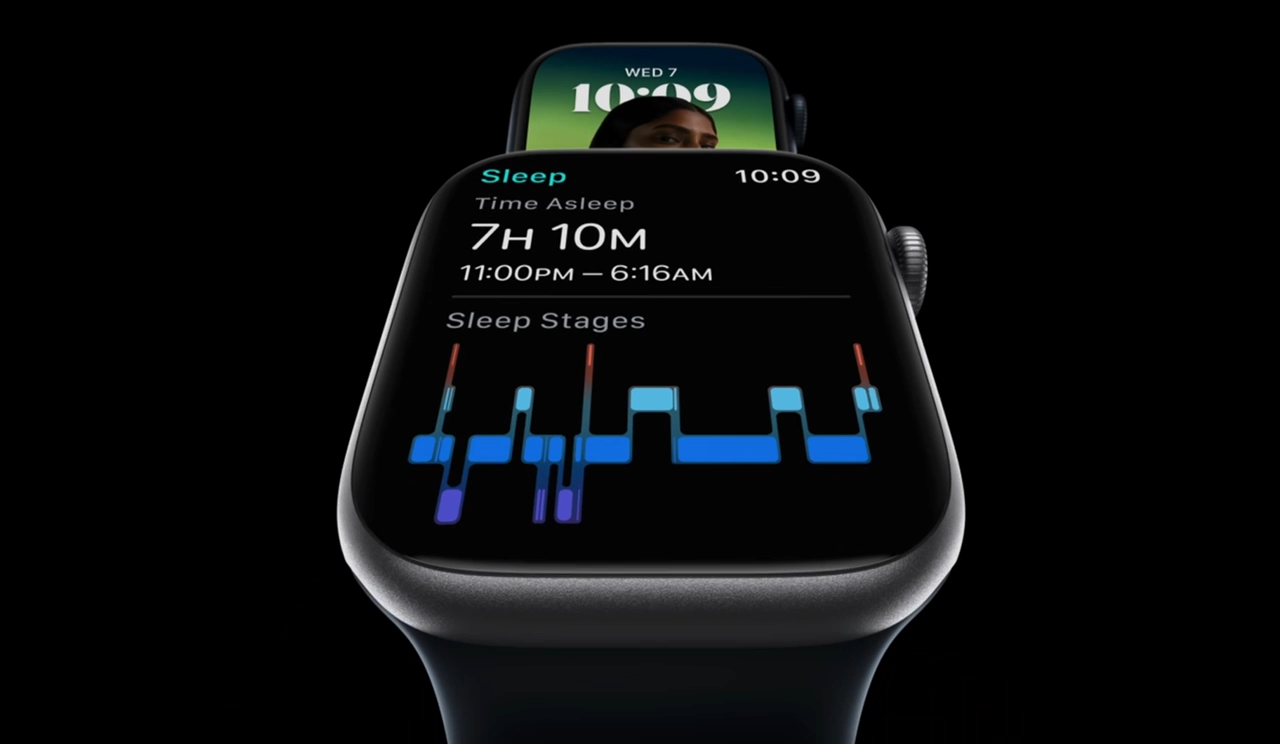 WED 7
10:09
Sleep 10:09
Time Asleep
7H 10M
11:00PM – 6:16AM
Sleep Stages